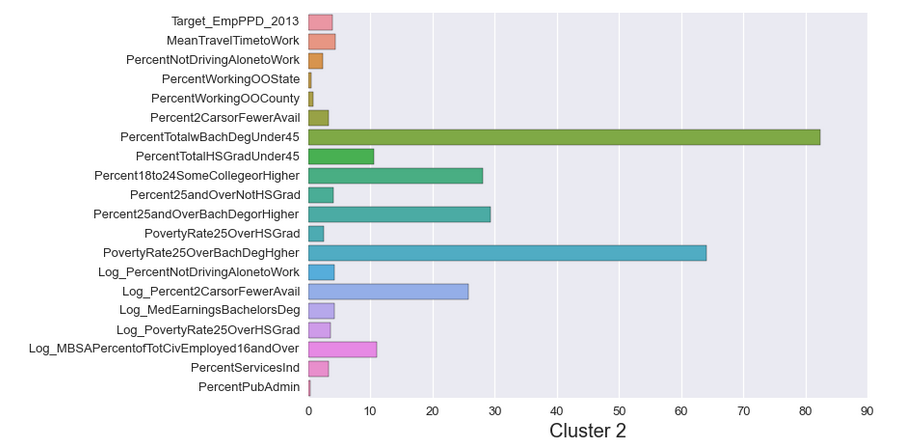 Target_EmpPPD_2013
MeanTravelTimetoWork
PercentNotDrivingAlonetoWork
PercentWorkingOOState
PercentWorkingOOCounty
Percent2CarsorFewerAvail
PercentTotalwBachDegUnder45
PercentTotalHSGradUnder45
Percent18to24SomeCollegeorHigher
Percent25andOverNotHSGrad
Percent25andOverBachDegorHigher
PovertyRate25OverHSGrad
PovertyRate25OverBachDegHgher
Log_PercentNotDrivingAlonetoWork
Log_Percent2CarsorFewerAvail
Log_MedEarningsBachelorsDeg
Log_PovertyRate25OverHSGrad
Log_MBSAPercentofTotCivEmployed16andOver
PercentServicesInd
PercentPubAdmin
0 10 20 30 40 50 60 70 80 90
Cluster 2